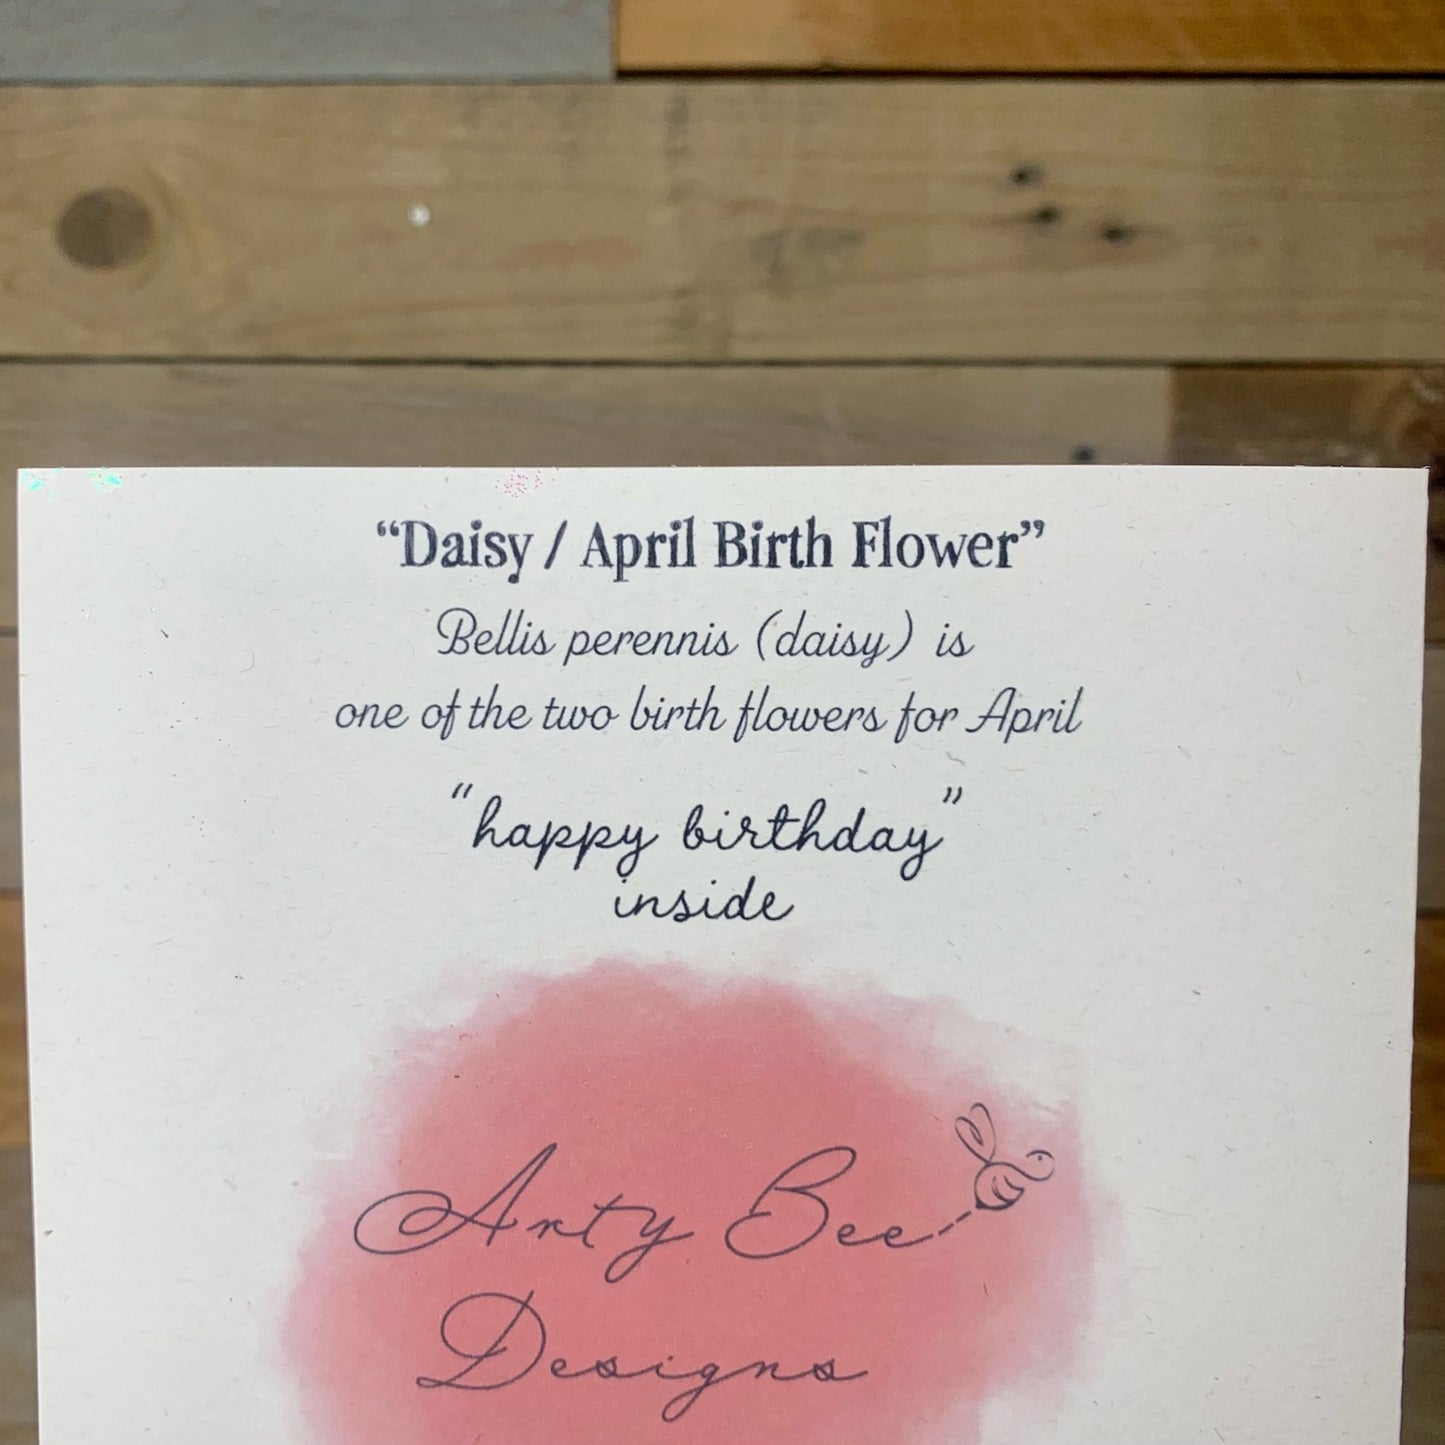 “Daisy / April Birth Flower”
Bellis perennis (daisy) is
one of the two birth flowers for April
“happy birthday”
inside
Arty Bee
Designs